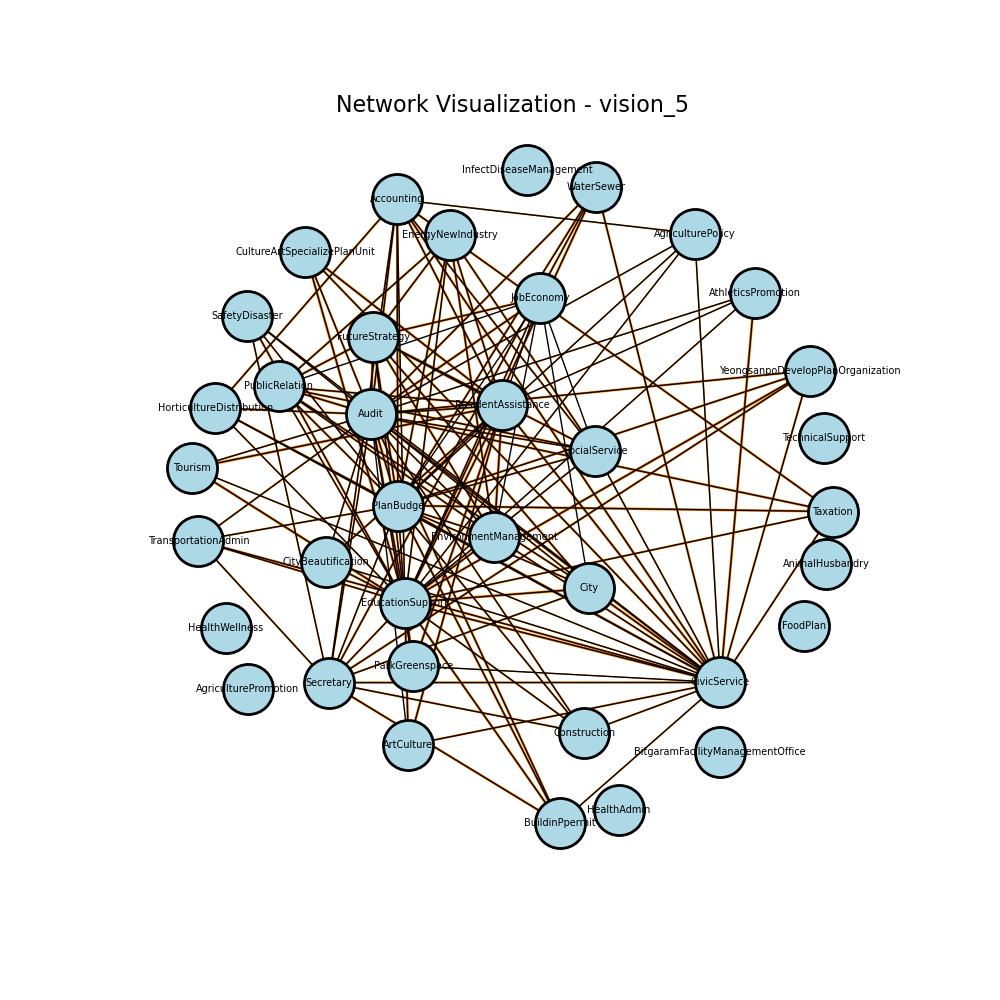 Network Visualization - vision_5
InfectDiseaseManagement
WaterSewer
Accounting
EnergyNewIndustry
AgriculturePolicy
CultureArtSpecializePlanUnit
AthleticsPromotion
JobEconomy
SafetyDisaster
FutureStrategy
YeongsanpoDevelopPlanOrganization
PublicRelation
HorticultureDistribution
ResidentAssistance
Audit
TechnicalSupport
SocialService
Tourism
PlanBudget
Taxation
TransportationAdmin
EnvironmentManagement
CityBeautification
AnimalHusbandry
City
EducationSupport
HealthWellness
FoodPlan
ParkGreenspace
AgriculturePromotion
Secretary
CivicService
Construction
ArtCulture
BitgaramFacilityManagementOffice
HealthAdmin
BuildinPpermit